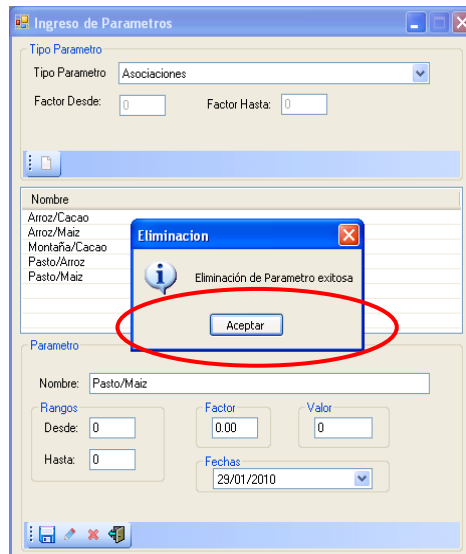 Ingreso de Parametros
Tipo Parametro
Tipo Parametro Asociaciones
Factor Desde: 0 Factor Hasta: 0
Nombre
Arroz/Cacao
Arroz/Maiz
Montaña/Cacao
Pasto/Arroz
Pasto/Maiz
Eliminacion
Eliminación de Parametro exitosa
Aceptar
Parametro
Nombre: Pasto/Maiz
Rangos Factor Valor
Desde: 0 0.00 0
Hasta: 0
Fechas
29/01/2010